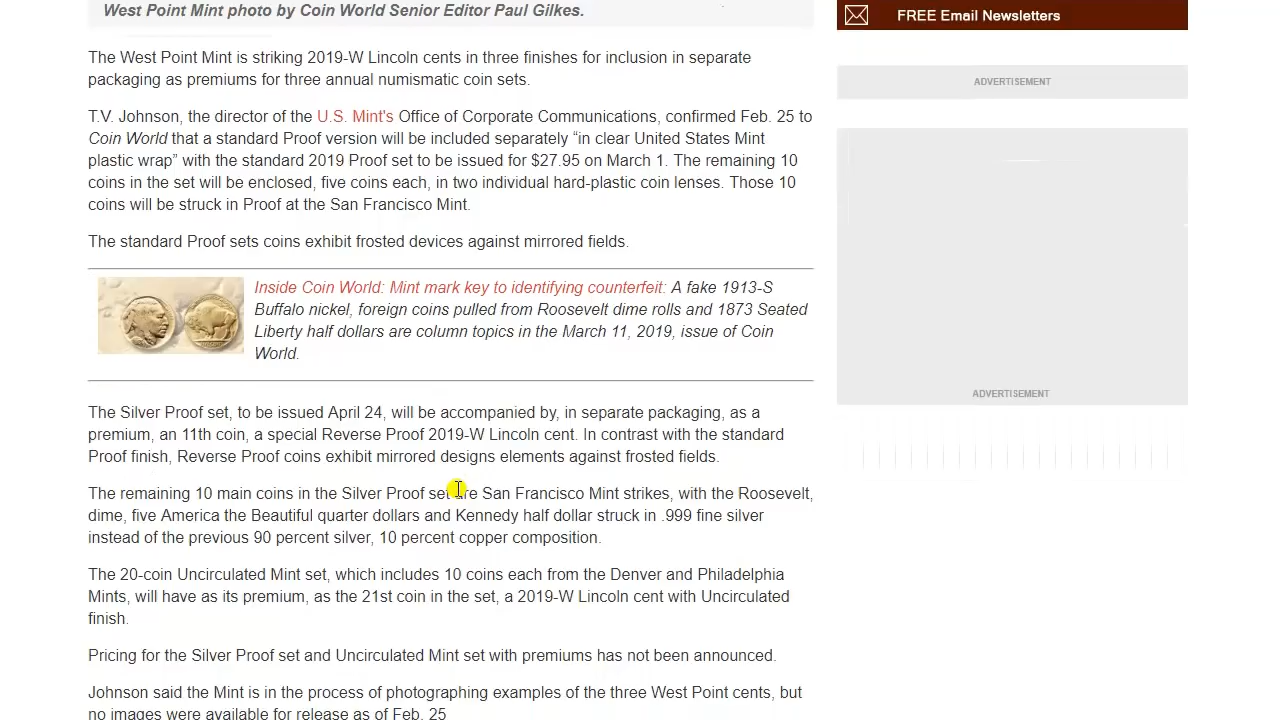 West Point Mint photo by Coin World Senior Editor Paul Gilkes.
FREE Email Newsletters
The West Point Mint is striking 2019-W Lincoln cents in three finishes for inclusion in separate
packaging as premiums for three annual numismatic coin sets.
ADVERTISEMENT
T.V. Johnson, the director of the U.S. Mint's Office of Corporate Communications, confirmed Feb. 25 to
Coin World that a standard Proof version will be included separately “in clear United States Mint
plastic wrap” with the standard 2019 Proof set to be issued for $27.95 on March 1. The remaining 10
coins in the set will be enclosed, five coins each, in two individual hard-plastic coin lenses. Those 10
coins will be struck in Proof at the San Francisco Mint.
The standard Proof sets coins exhibit frosted devices against mirrored fields.
Inside Coin World: Mint mark key to identifying counterfeit: A fake 1913-S
Buffalo nickel, foreign coins pulled from Roosevelt dime rolls and 1873 Seated
Liberty half dollars are column topics in the March 11, 2019, issue of Coin
World.
ADVERTISEMENT
The Silver Proof set, to be issued April 24, will be accompanied by, in separate packaging, as a
premium, an 11th coin, a special Reverse Proof 2019-W Lincoln cent. In contrast with the standard
Proof finish, Reverse Proof coins exhibit mirrored designs elements against frosted fields.
The remaining 10 main coins in the Silver Proof set are San Francisco Mint strikes, with the Roosevelt,
dime, five America the Beautiful quarter dollars and Kennedy half dollar struck in .999 fine silver
instead of the previous 90 percent silver, 10 percent copper composition.
The 20-coin Uncirculated Mint set, which includes 10 coins each from the Denver and Philadelphia
Mints, will have as its premium, as the 21st coin in the set, a 2019-W Lincoln cent with Uncirculated
finish.
Pricing for the Silver Proof set and Uncirculated Mint set with premiums has not been announced.
Johnson said the Mint is in the process of photographing examples of the three West Point cents, but
no images were available for release as of Feb. 25